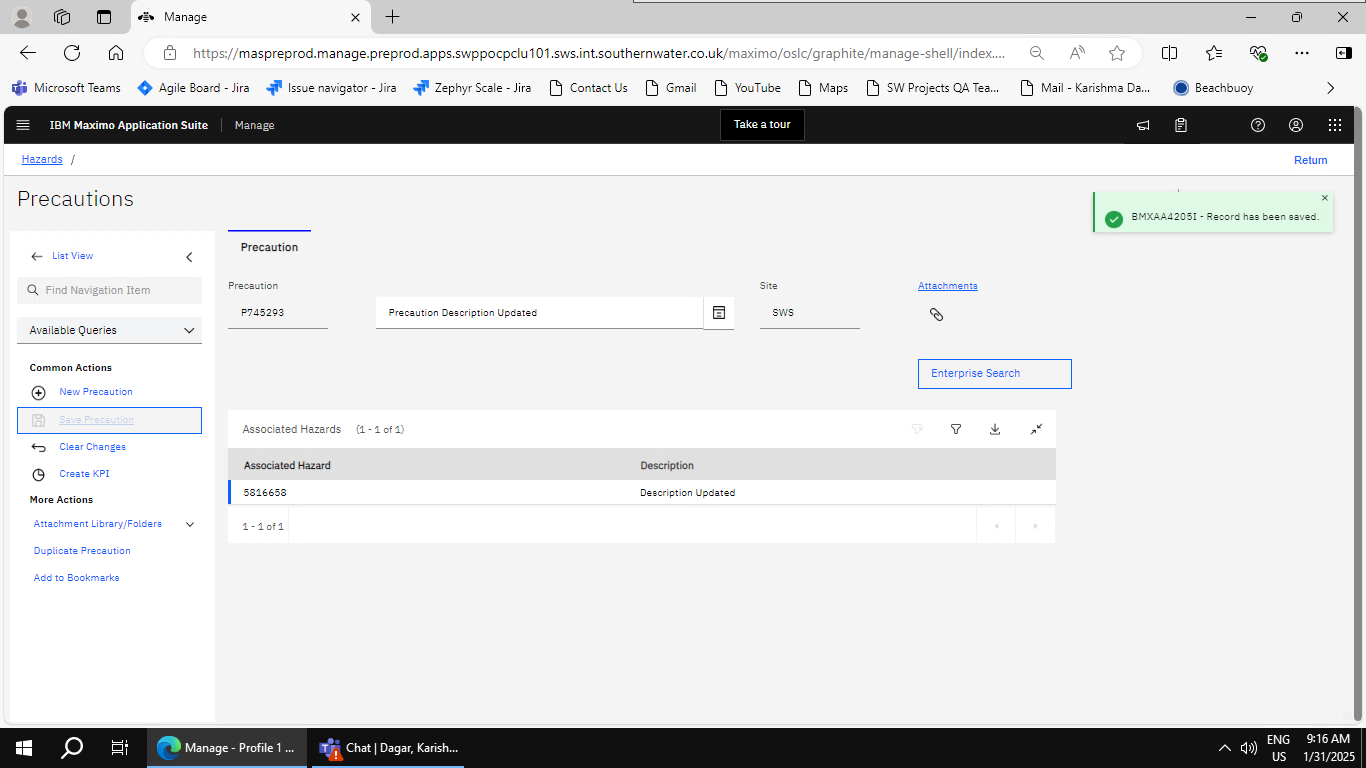 Manage
https://maspreprod.manage.preprod.apps.swppocpclu101.sws.int.southernwater.co.uk/maximo/oslc/graphite/manage-shell/index....
Microsoft Teams
Agile Board - Jira
Issue navigator - Jira
Zephyr Scale - Jira
Contact Us
Gmail
YouTube
Maps
SW Projects QA Tea...
Mail - Karishma Da...
Beachbuoy
IBM Maximo Application Suite
Manage
Take a tour
Hazards /
Return
Precautions
BMXAA4205I - Record has been saved.
List View
Find Navigation Item
Available Queries
Common Actions
New Precaution
Save Precaution
Clear Changes
Create KPI
More Actions
Attachment Library/Folders
Duplicate Precaution
Add to Bookmarks
Precaution
Precaution
P745293
Precaution Description Updated
Site
SWS
Attachments
Enterprise Search
Associated Hazards (1 - 1 of 1)
Associated Hazard Description
5816658 Description Updated
1 - 1 of 1
Manage - Profile 1 ...
Chat | Dagar, Karish...
ENG
US
9:16 AM
1/31/2025